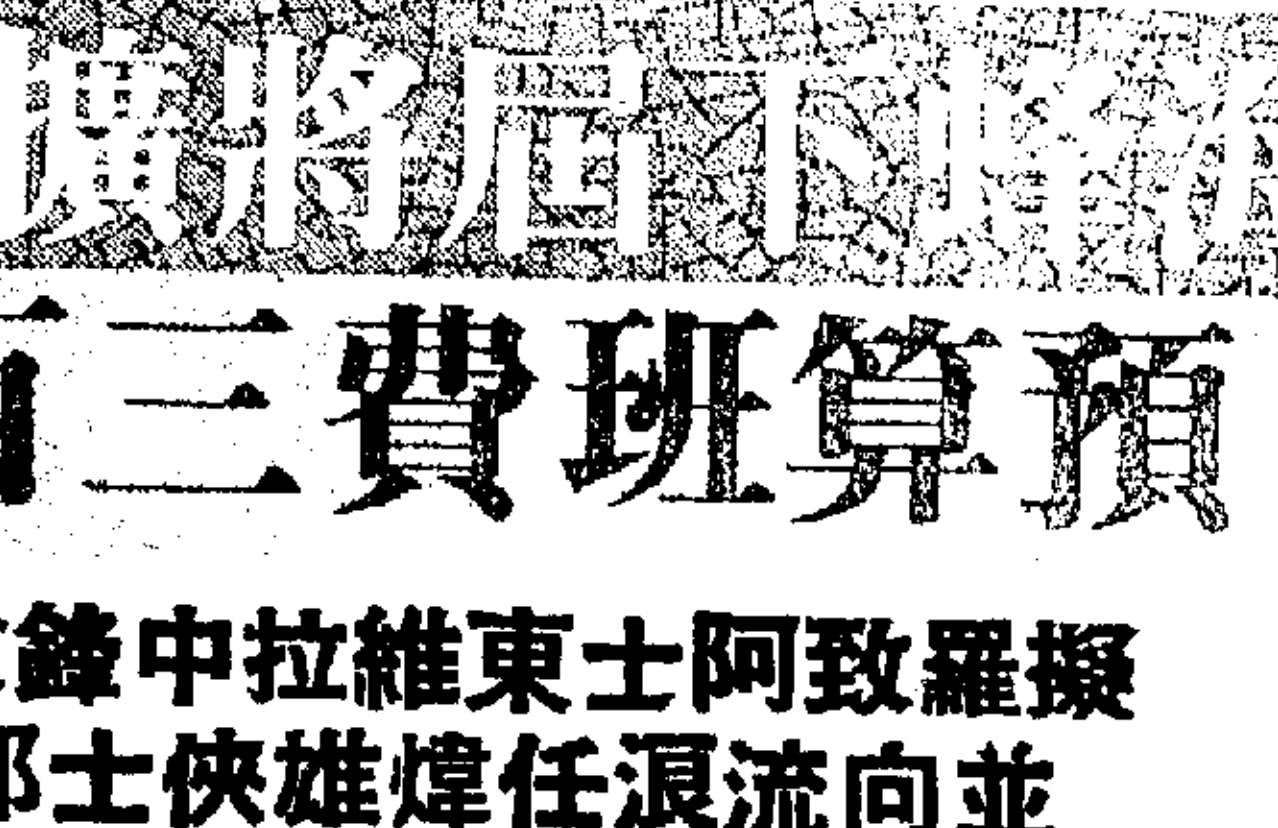 峰下屆將廣
預算班費三
擬羅致阿士東維拉中鋒
並向流浪任煒雄俠士